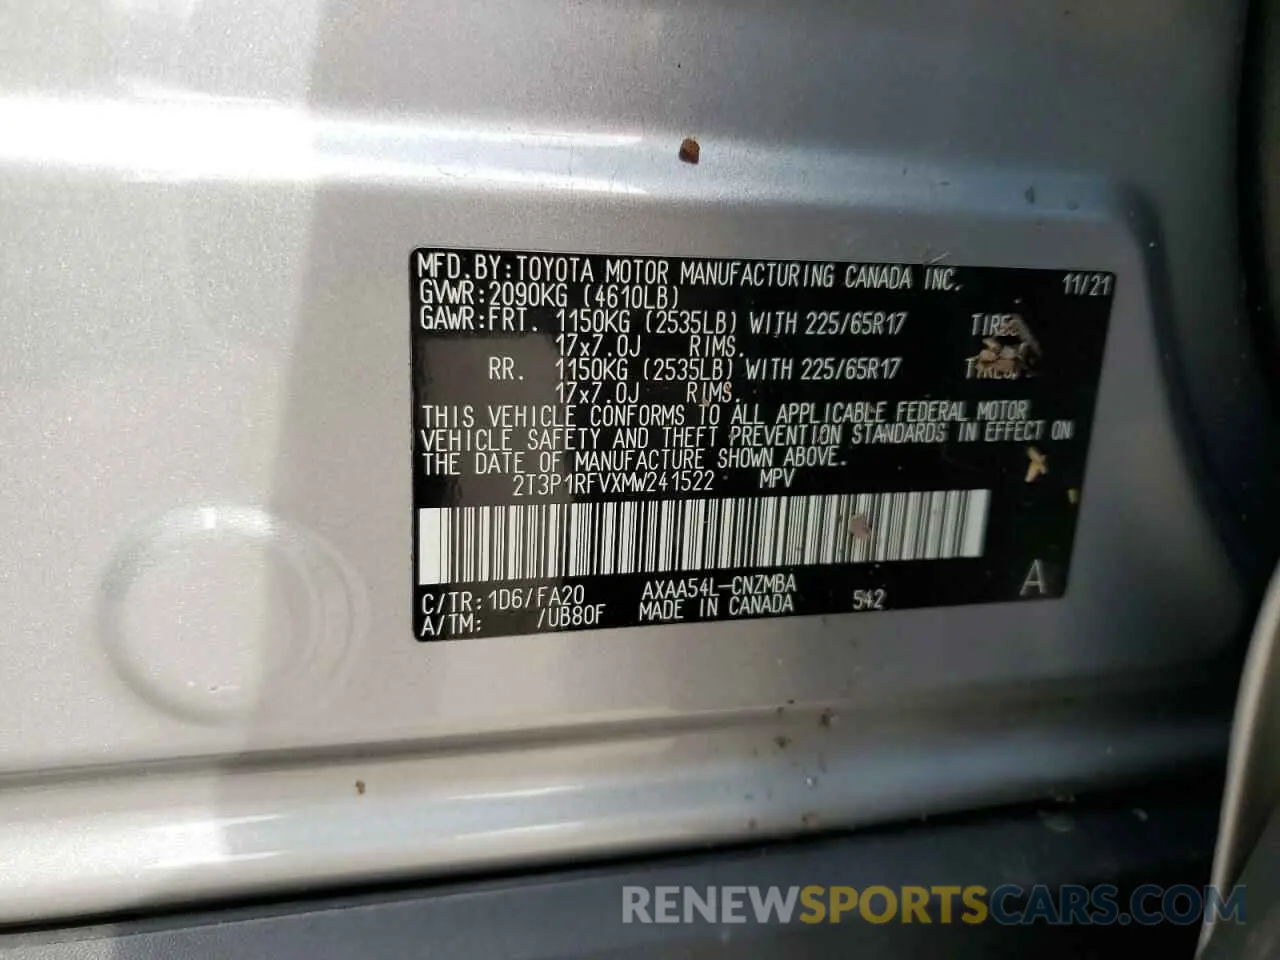 MFD.BY:TOYOTA MOTOR MANUFACTURING CANADA INC. 11/21
GVWR:2090KG (4610LB)
GAWR:FRT. 1150KG (2535LB) WITH 225/65R17 TIRES
17x7.0J RIMS.
RR. 1150KG (2535LB) WITH 225/65R17 TIRES,
17x7.0J RIMS.
THIS VEHICLE CONFORMS TO ALL APPLICABLE FEDERAL MOTOR
VEHICLE SAFETY AND THEFT PREVENTION STANDARDS IN EFFECT ON
THE DATE OF MANUFACTURE SHOWN ABOVE.
2T3P1RFVXMW241522 MPV
C/TR:1D6/FA20 AXAA54L-CNZMBA A
A/TM: /UB80F MADE IN CANADA 542
RENEWSPORTSCARS.COM